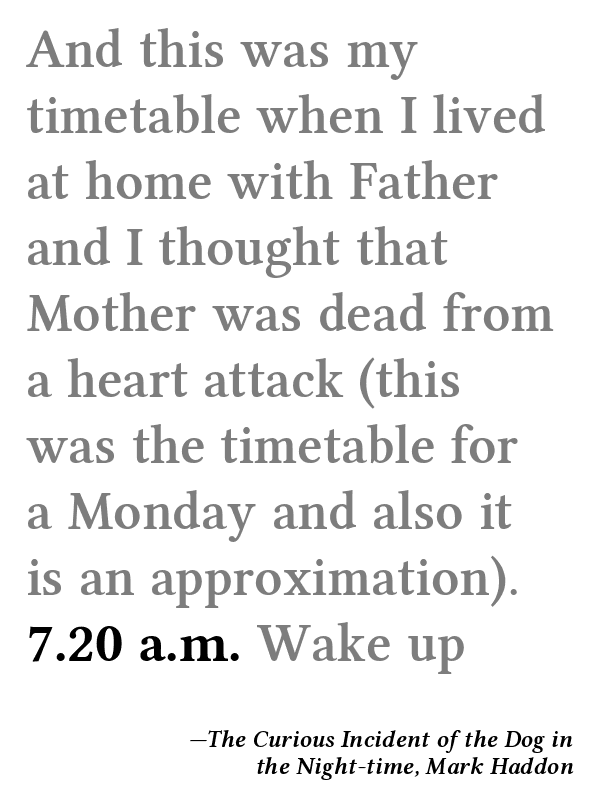 And this was my
timetable when I lived
at home with Father
and I thought that
Mother was dead from
a heart attack (this
was the timetable for
a Monday and also it
is an approximation).
7.20 a.m. Wake up
—The Curious Incident of the Dog in
the Night-time, Mark Haddon